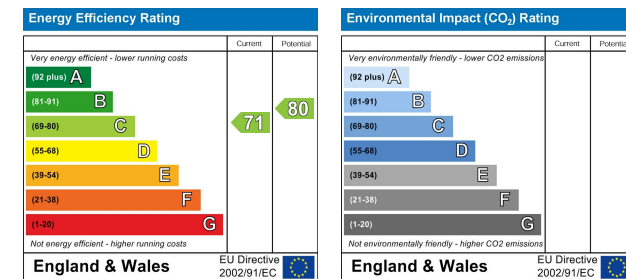 Energy Efficiency Rating
Current Potential
Very energy efficient - lower running costs
(92 plus) A
(81-91) B
(69-80) C
(55-68) D
(39-54) E
(21-38) F
(1-20) G
71
80
Not energy efficient - higher running costs
England & Wales
EU Directive
2002/91/EC
Environmental Impact (CO₂) Rating
Current Potential
Very environmentally friendly - lower CO2 emissions
(92 plus) A
(81-91) B
(69-80) C
(55-68) D
(39-54) E
(21-38) F
(1-20) G
Not environmentally friendly - higher CO2 emissions
England & Wales
EU Directive
2002/91/EC